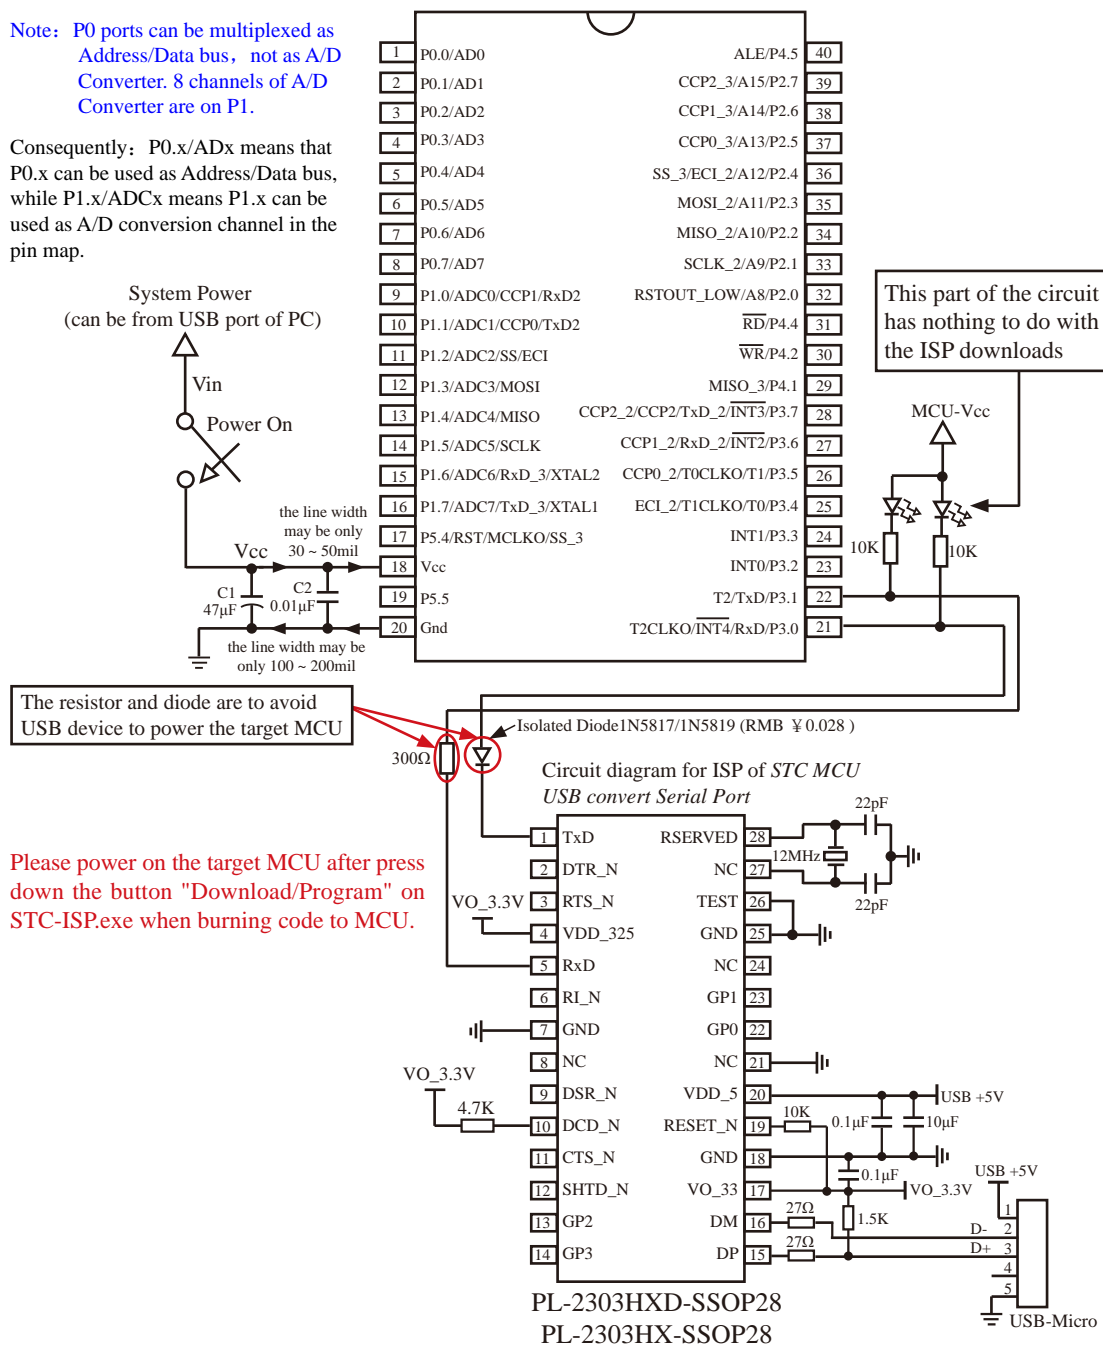 Note：P0 ports can be multiplexed as
Address/Data bus，not as A/D
Converter. 8 channels of A/D
Converter are on P1.
Consequently：P0.x/ADx means that
P0.x can be used as Address/Data bus,
while P1.x/ADCx means P1.x can be
used as A/D conversion channel in the
pin map.
1 P0.0/AD0
2 P0.1/AD1
3 P0.2/AD2
4 P0.3/AD3
5 P0.4/AD4
6 P0.5/AD5
7 P0.6/AD6
8 P0.7/AD7
9 P1.0/ADC0/CCP1/RxD2
10 P1.1/ADC1/CCP0/TxD2
11 P1.2/ADC2/SS/ECI
12 P1.3/ADC3/MOSI
13 P1.4/ADC4/MISO
14 P1.5/ADC5/SCLK
15 P1.6/ADC6/RxD_3/XTAL2
16 P1.7/ADC7/TxD_3/XTAL1
17 P5.4/RST/MCLKO/SS_3
18 Vcc
19 P5.5
20 Gnd
ALE/P4.5 40
CCP2_3/A15/P2.7 39
CCP1_3/A14/P2.6 38
CCP0_3/A13/P2.5 37
SS_3/ECI_2/A12/P2.4 36
MOSI_2/A11/P2.3 35
MISO_2/A10/P2.2 34
SCLK_2/A9/P2.1 33
RSTOUT_LOW/A8/P2.0 32
RD/P4.4 31
WR/P4.2 30
MISO_3/P4.1 29
CCP2_2/CCP2/TxD_2/INT3/P3.7 28
CCP1_2/RxD_2/INT2/P3.6 27
CCP0_2/T0CLKO/T1/P3.5 26
ECI_2/T1CLKO/T0/P3.4 25
INT1/P3.3 24
INT0/P3.2 23
T2/TxD/P3.1 22
T2CLKO/INT4/RxD/P3.0 21
System Power
(can be from USB port of PC)
Vin
Power On
the line width
may be only
30 ~ 50mil
Vcc
C1
47μF
C2
0.01μF
the line width may be
only 100 ~ 200mil
This part of the circuit
has nothing to do with
the ISP downloads
MCU-Vcc
10K
10K
The resistor and diode are to avoid
USB device to power the target MCU
300Ω
Isolated Diode1N5817/1N5819 (RMB ￥0.028 )
Circuit diagram for ISP of STC MCU
USB convert Serial Port
Please power on the target MCU after press
down the button "Download/Program" on
STC-ISP.exe when burning code to MCU.
1 TxD
2 DTR_N
3 RTS_N
VO_3.3V
4 VDD_325
5 RxD
6 RI_N
7 GND
8 NC
VO_3.3V
9 DSR_N
4.7K
10 DCD_N
11 CTS_N
12 SHTD_N
13 GP2
14 GP3
RSERVED 28
NC 27
TEST 26
GND 25
NC 24
GP1 23
GP0 22
NC 21
VDD_5 20
RESET_N 19
GND 18
VO_33 17
DM 16
DP 15
22pF
12MHz
22pF
USB +5V
10K
0.1μF
10μF
0.1μF
VO_3.3V
1.5K
27Ω
27Ω
USB +5V
1
D- 2
D+ 3
4
5
USB-Micro
PL-2303HXD-SSOP28
PL-2303HX-SSOP28